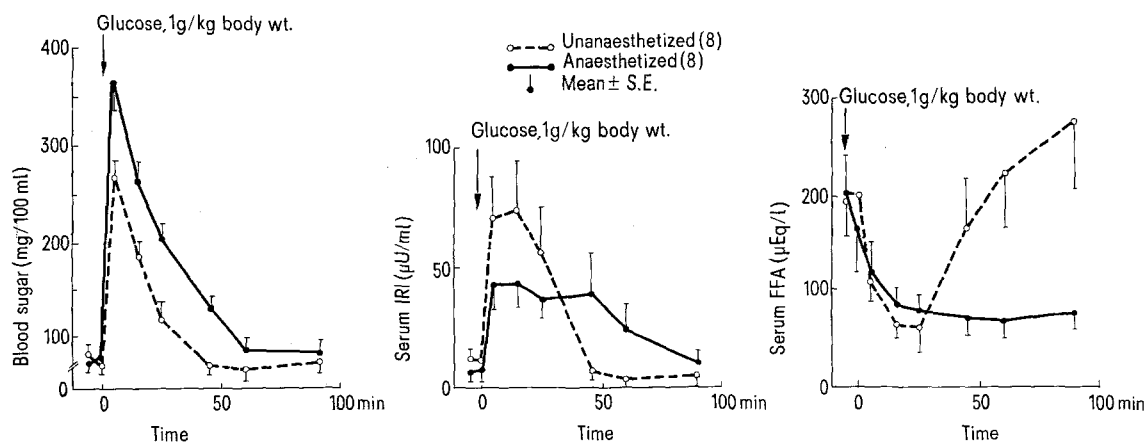 Glucose, 1g/kg body wt.
400
300
200
100
0
Blood sugar (mg/100 ml)
0
50
100 min
Time
Unanaesthetized (8)
Anaesthetized (8)
Mean ± S.E.
Glucose, 1g/kg body wt.
100
50
0
Serum IRI (µU/ml)
0
50
100 min
Time
Glucose, 1g/kg body wt.
300
200
100
0
Serum FFA (µEq/l)
0
50
100 min
Time